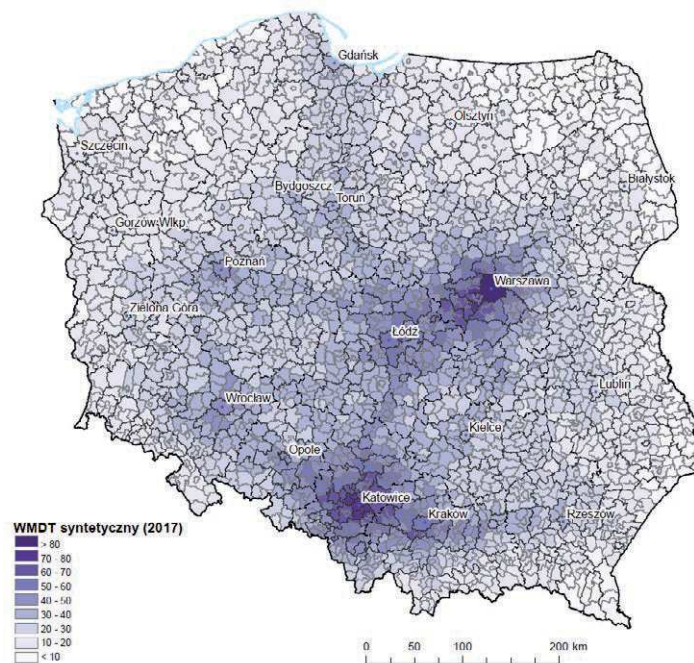 Gdańsk
Olsztyn
Szczecin
Białystok
Bydgoszcz
Toruń
Gorzów Wlkp
Poznań
Warszawa
Zielona Góra
Łódź
Lublin
Wrocław
Kielce
Opole
Katowice
Kraków
Rzeszów
WMDT syntetyczny (2017)
> 80
70 - 80
60 - 70
50 - 60
40 - 50
30 - 40
20 - 30
10 - 20
< 10
0 50 100 200 km